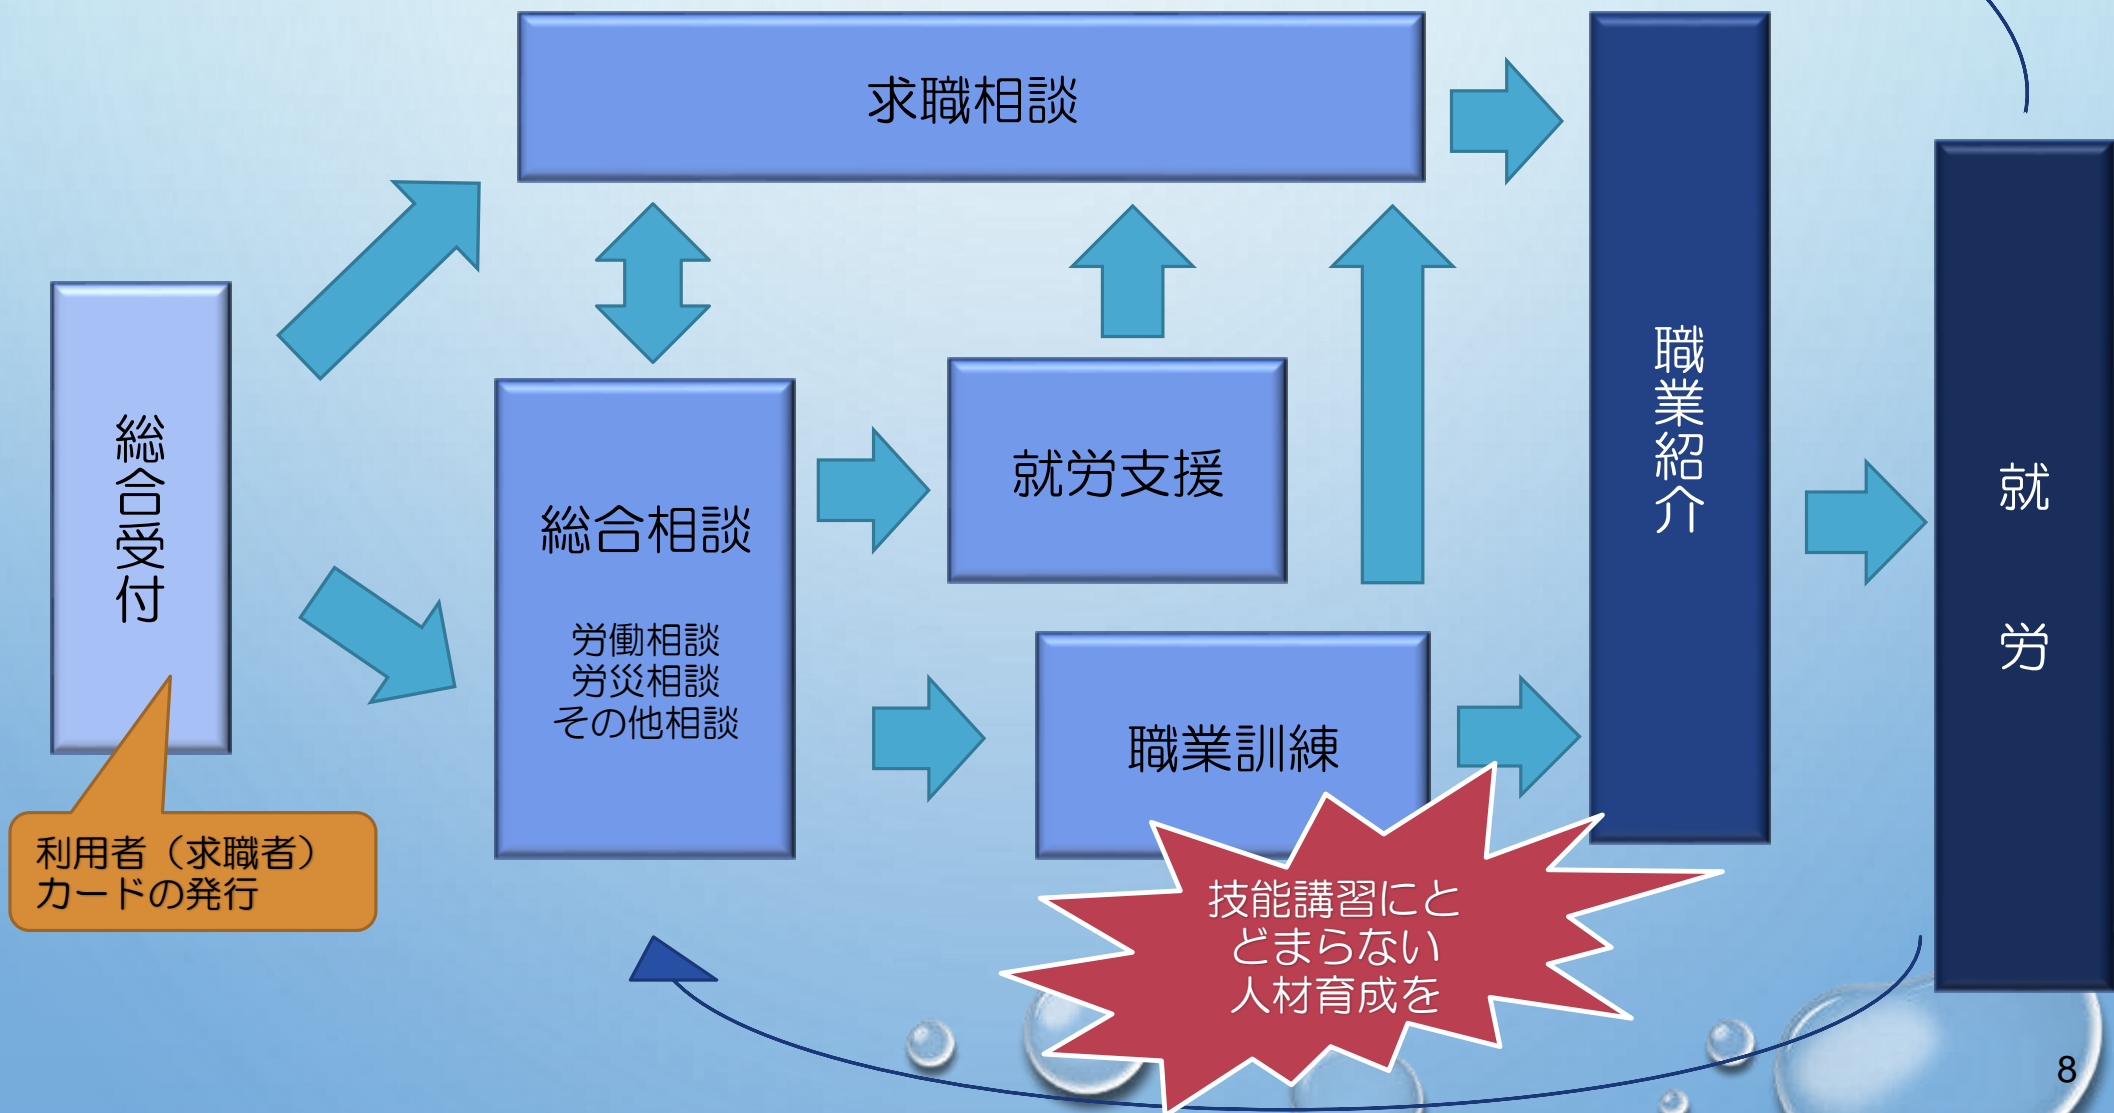 求職相談
総合受付
利用者（求職者）
カードの発行
総合相談
労働相談
労災相談
その他相談
就労支援
職業訓練
技能講習にと
どまらない
人材育成を
職業紹介
就労
8